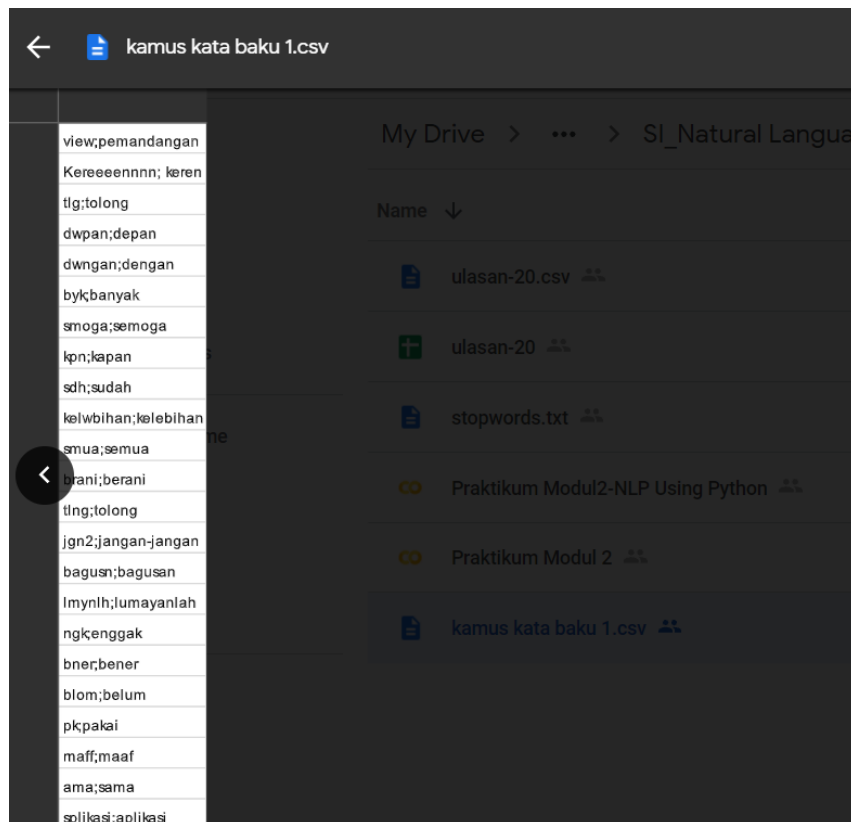 kamus kata baku 1.csv
view;pemandangan
Kereeeennnn; keren
tlg;tolong
dwpan;depan
dwngan;dengan
byk;banyak
smoga;semoga
kpn;kapan
sdh;sudah
kelwbihan;kelebihan
smua;semua
brani;berani
tlng;tolong
jgn2;jangan-jangan
bagusn;bagusan
lmynlh;lumayanlah
ngk;enggak
bner;bener
blom;belum
pk;pakai
maff;maaf
ama;sama
splikasi;aplikasi
My Drive > ••• > SI_Natural Langua
Name
ulasan-20.csv
ulasan-20
stopwords.txt
Praktikum Modul2-NLP Using Python
Praktikum Modul 2
kamus kata baku 1.csv